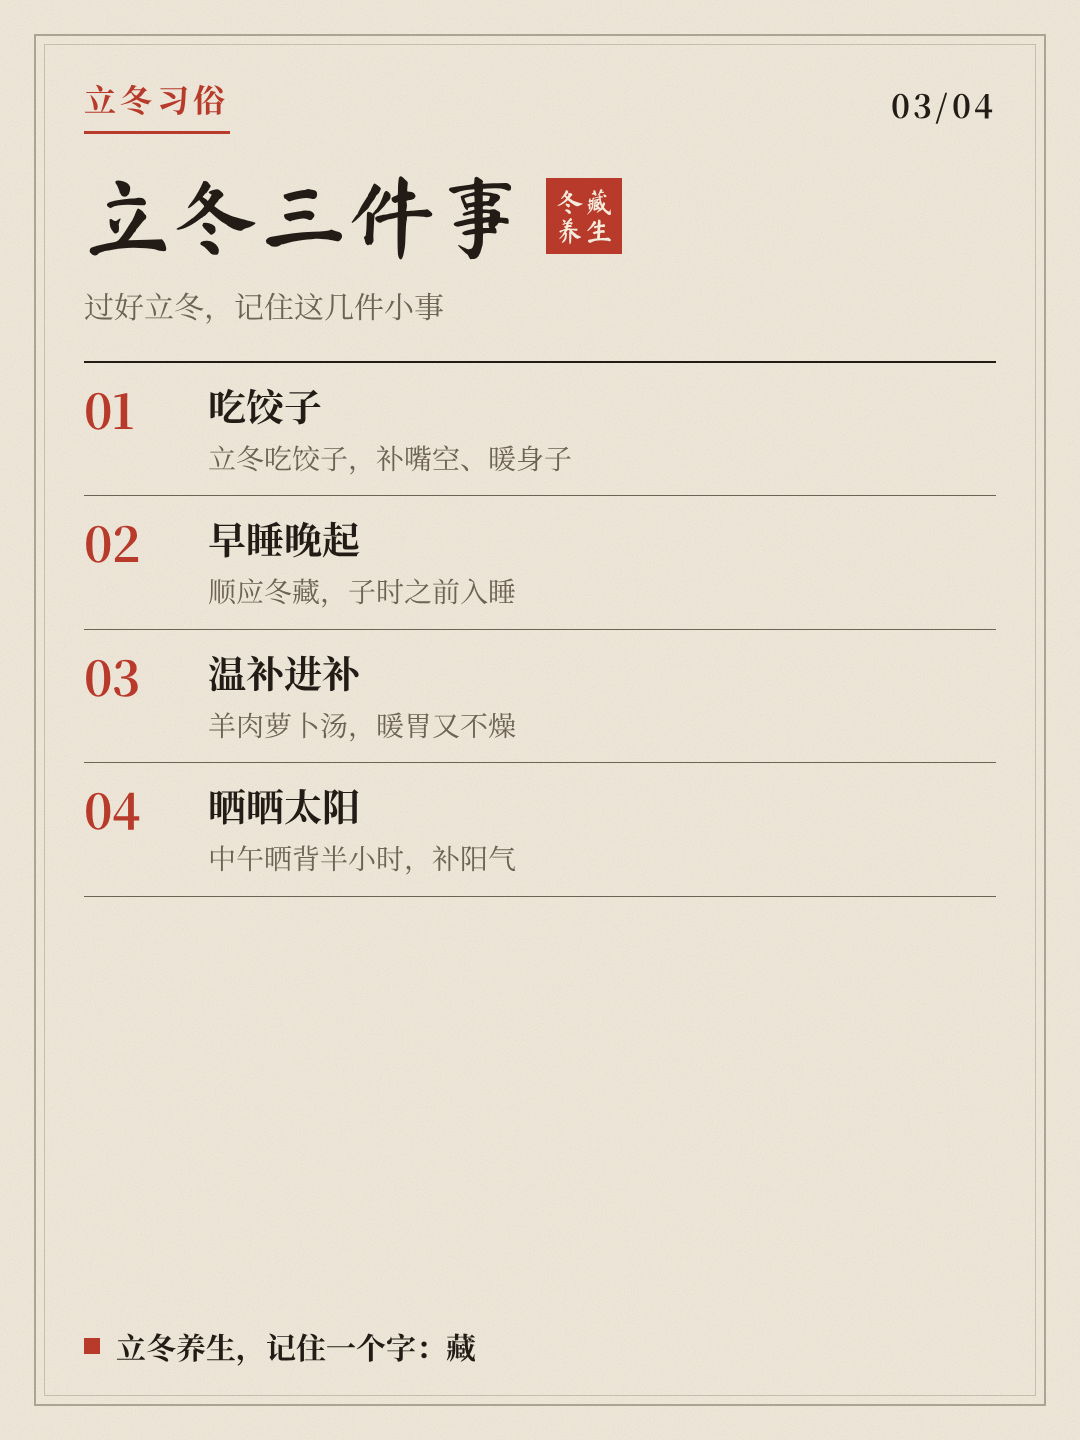 立冬习俗
03/04
立冬三件事
冬藏
养生
过好立冬，记住这几件小事
01
吃饺子
立冬吃饺子，补嘴空、暖身子
02
早睡晚起
顺应冬藏，子时之前入睡
03
温补进补
羊肉萝卜汤，暖胃又不燥
04
晒晒太阳
中午晒背半小时，补阳气
立冬养生，记住一个字：藏